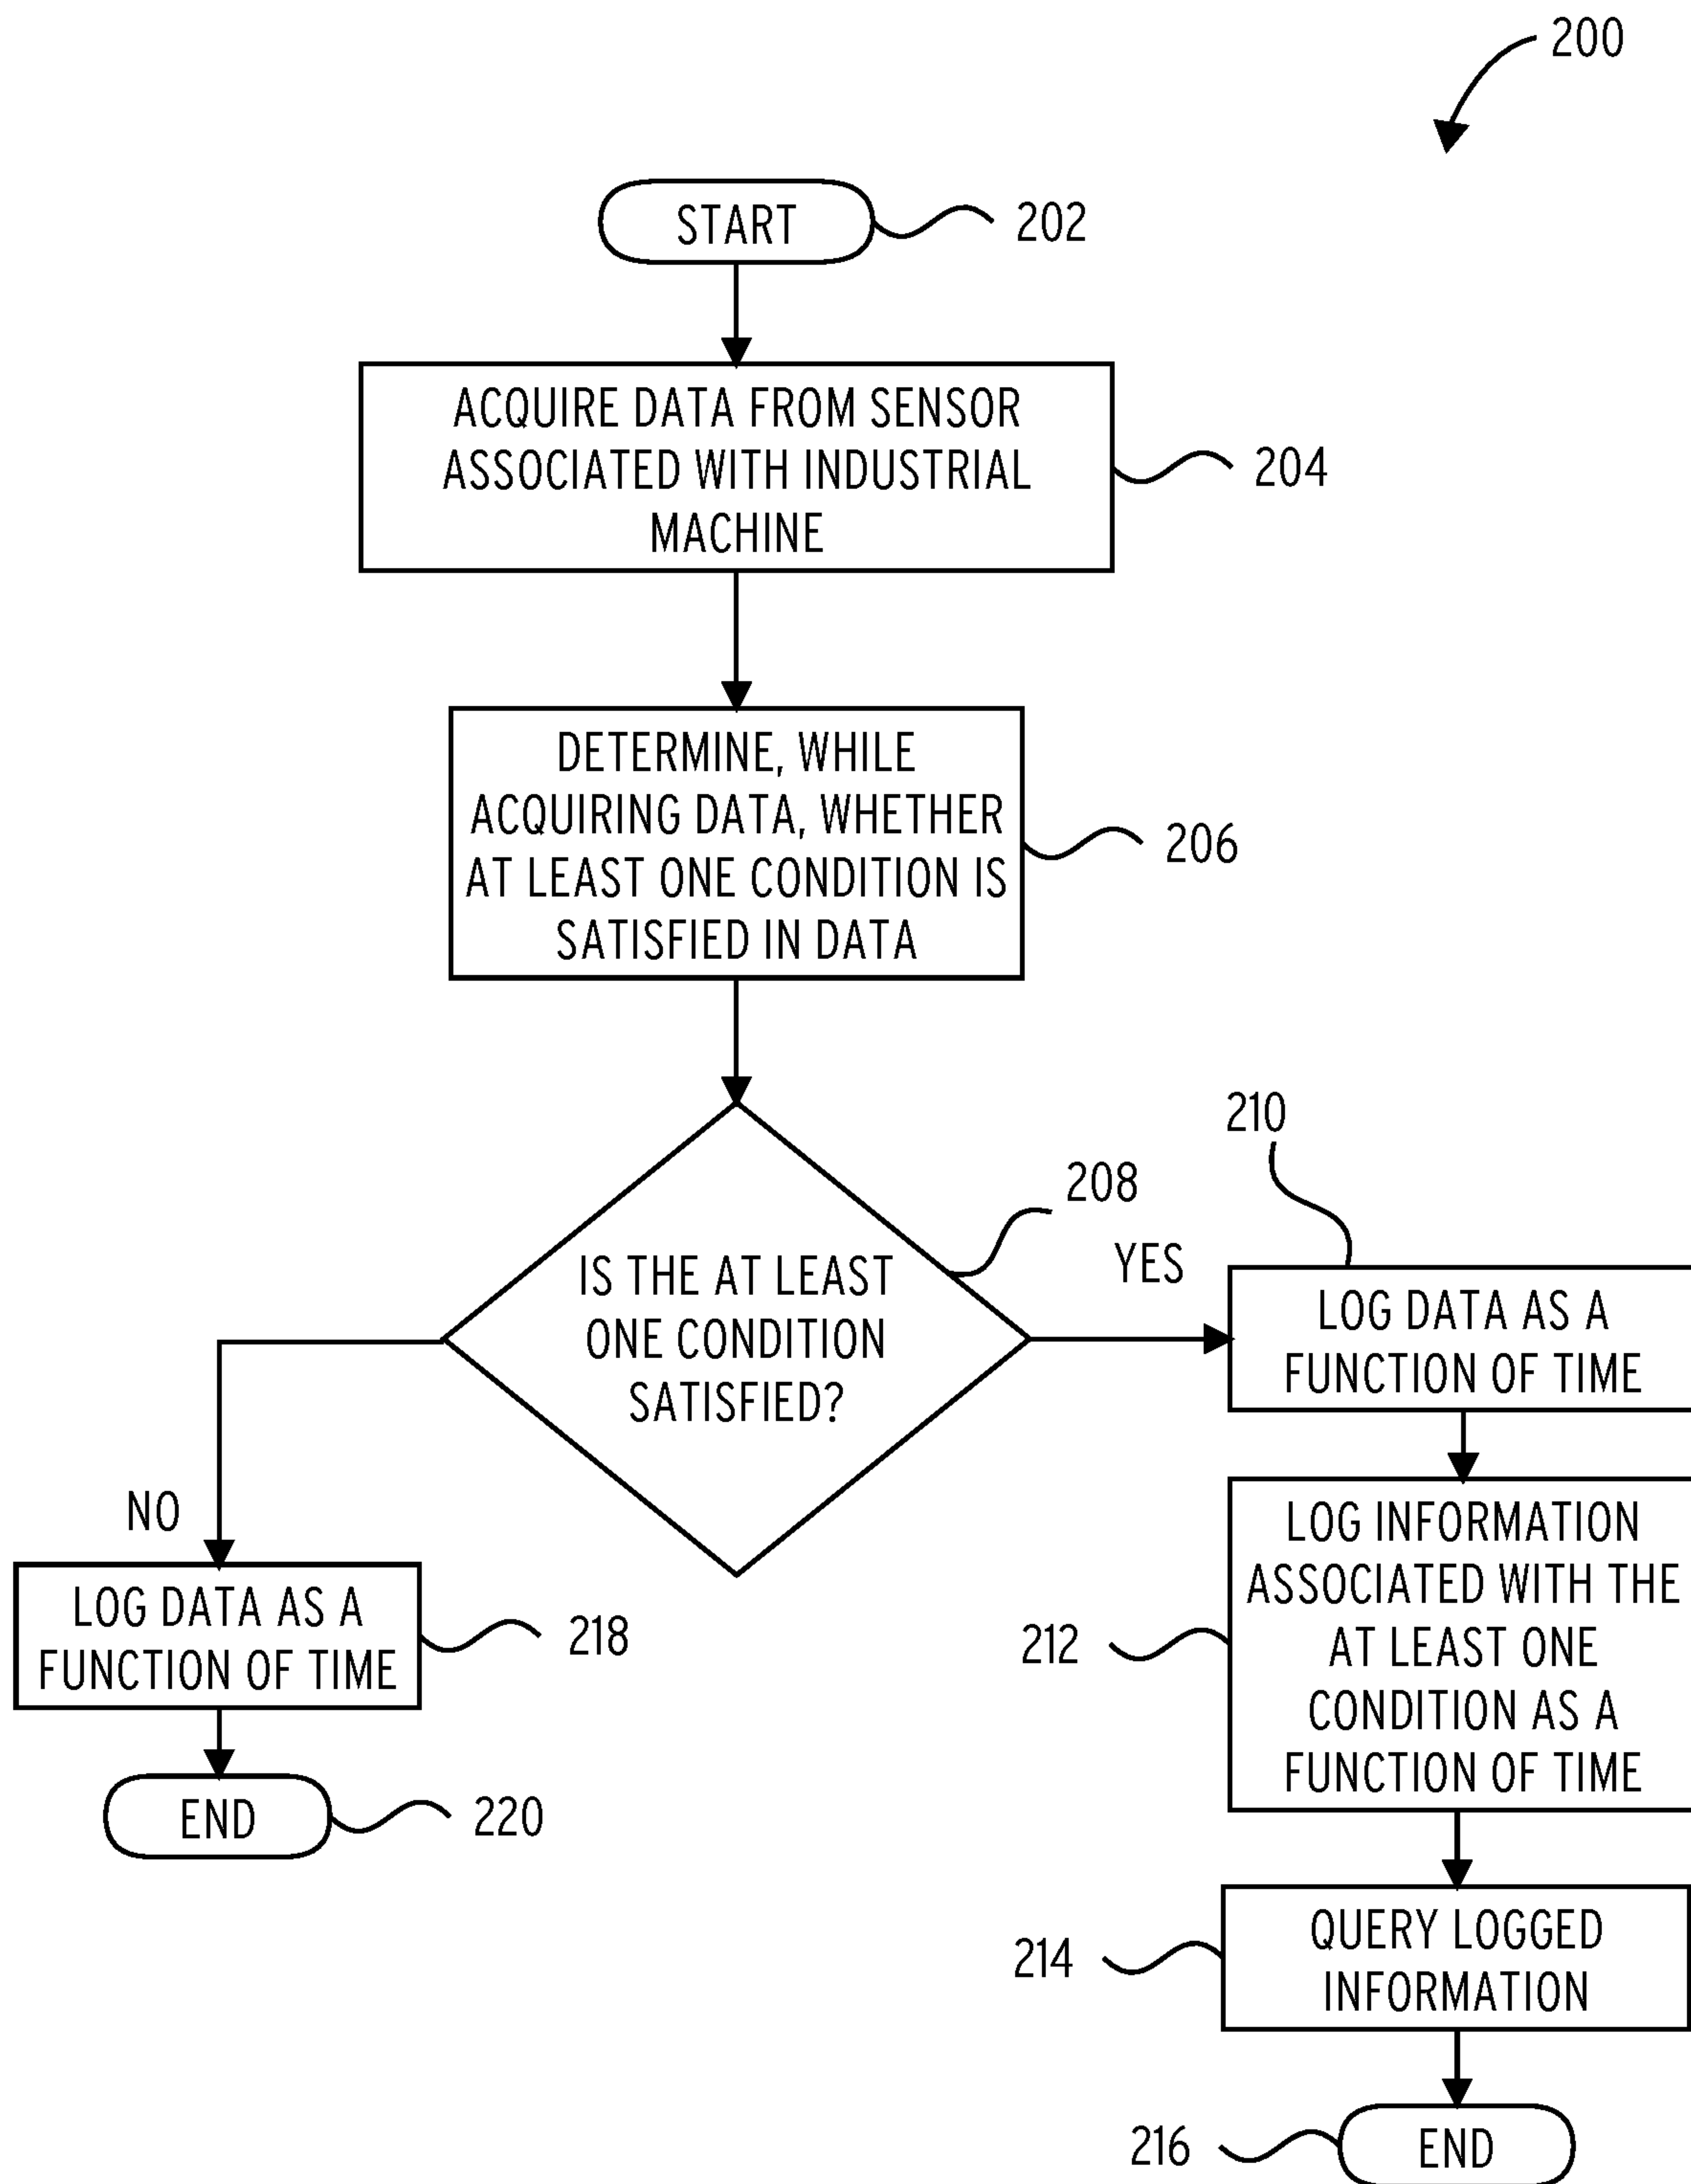 200
START
202
ACQUIRE DATA FROM SENSOR
ASSOCIATED WITH INDUSTRIAL
MACHINE
204
DETERMINE, WHILE
ACQUIRING DATA, WHETHER
AT LEAST ONE CONDITION IS
SATISFIED IN DATA
206
IS THE AT LEAST
ONE CONDITION
SATISFIED?
208
YES
210
LOG DATA AS A
FUNCTION OF TIME
LOG INFORMATION
ASSOCIATED WITH THE
AT LEAST ONE
CONDITION AS A
FUNCTION OF TIME
212
QUERY LOGGED
INFORMATION
214
END
216
NO
LOG DATA AS A
FUNCTION OF TIME
218
END
220